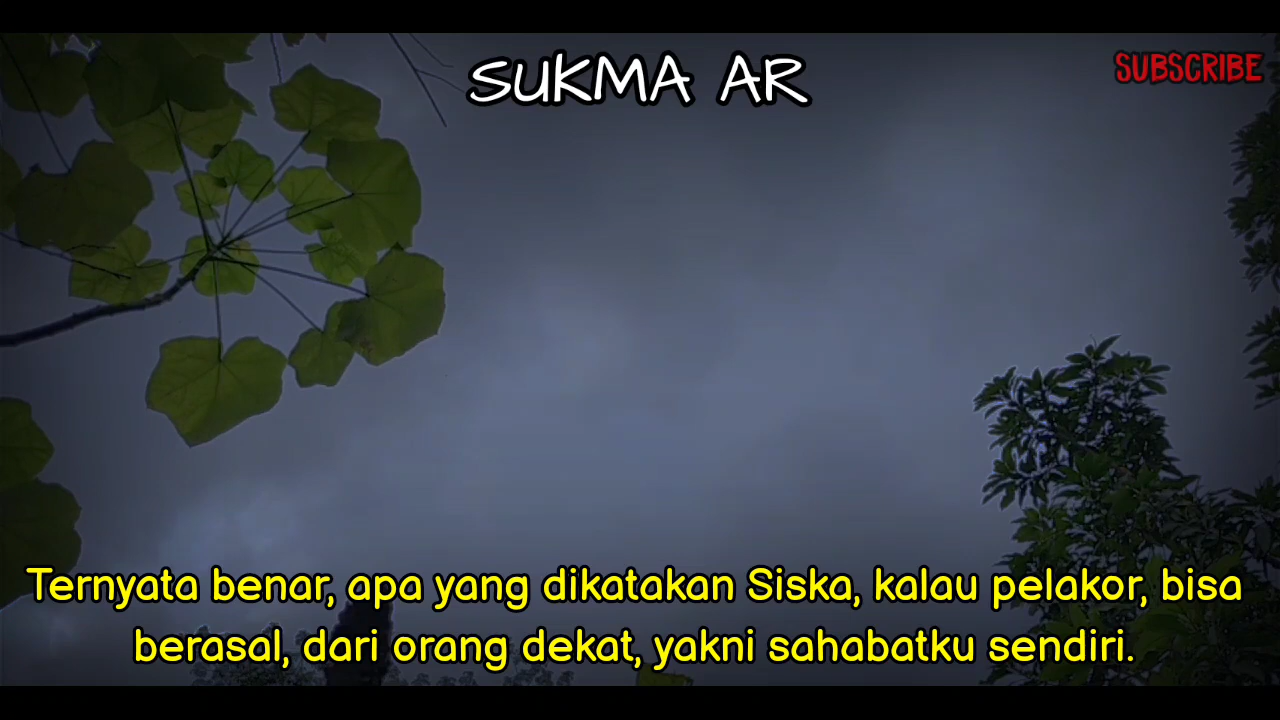 SUKMA AR
SUBSCRIBE
Ternyata benar, apa yang dikatakan Siska, kalau pelakor, bisa
berasal, dari orang dekat, yakni sahabatku sendiri.